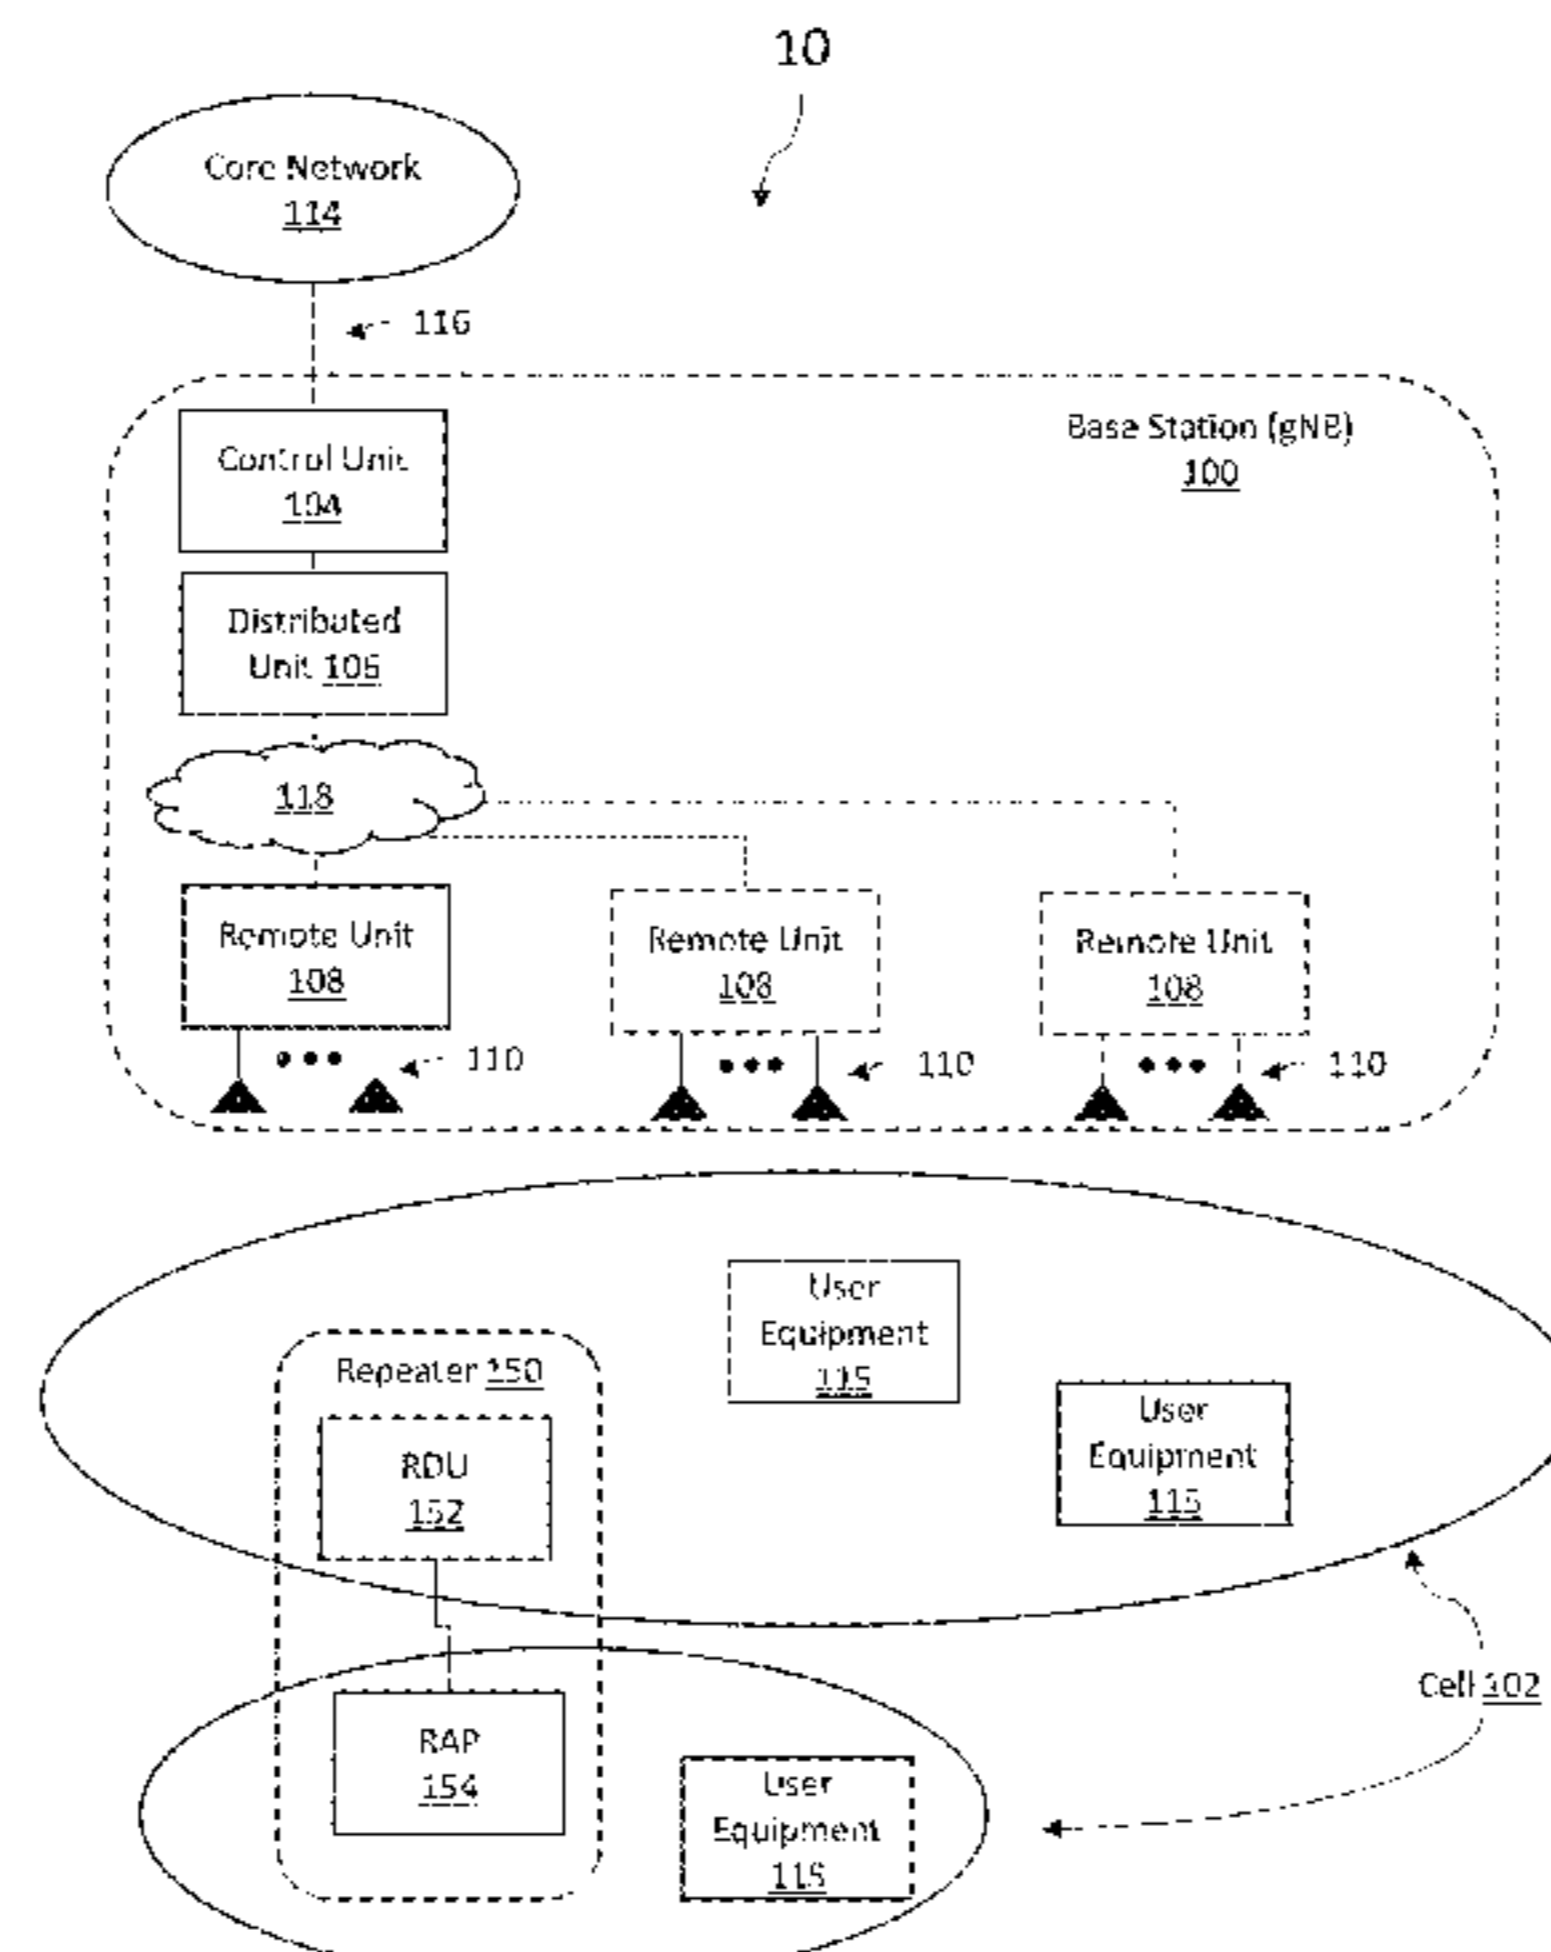 10
Core Network
114
116
Base Station (gNB)
100
Control Unit
104
Distributed
Unit 106
118
Remote Unit
108
Remote Unit
108
Remote Unit
108
110
110
110
User
Equipment
115
Repeater 150
User
Equipment
115
RDU
152
Cell 102
RAP
154
User
Equipment
115